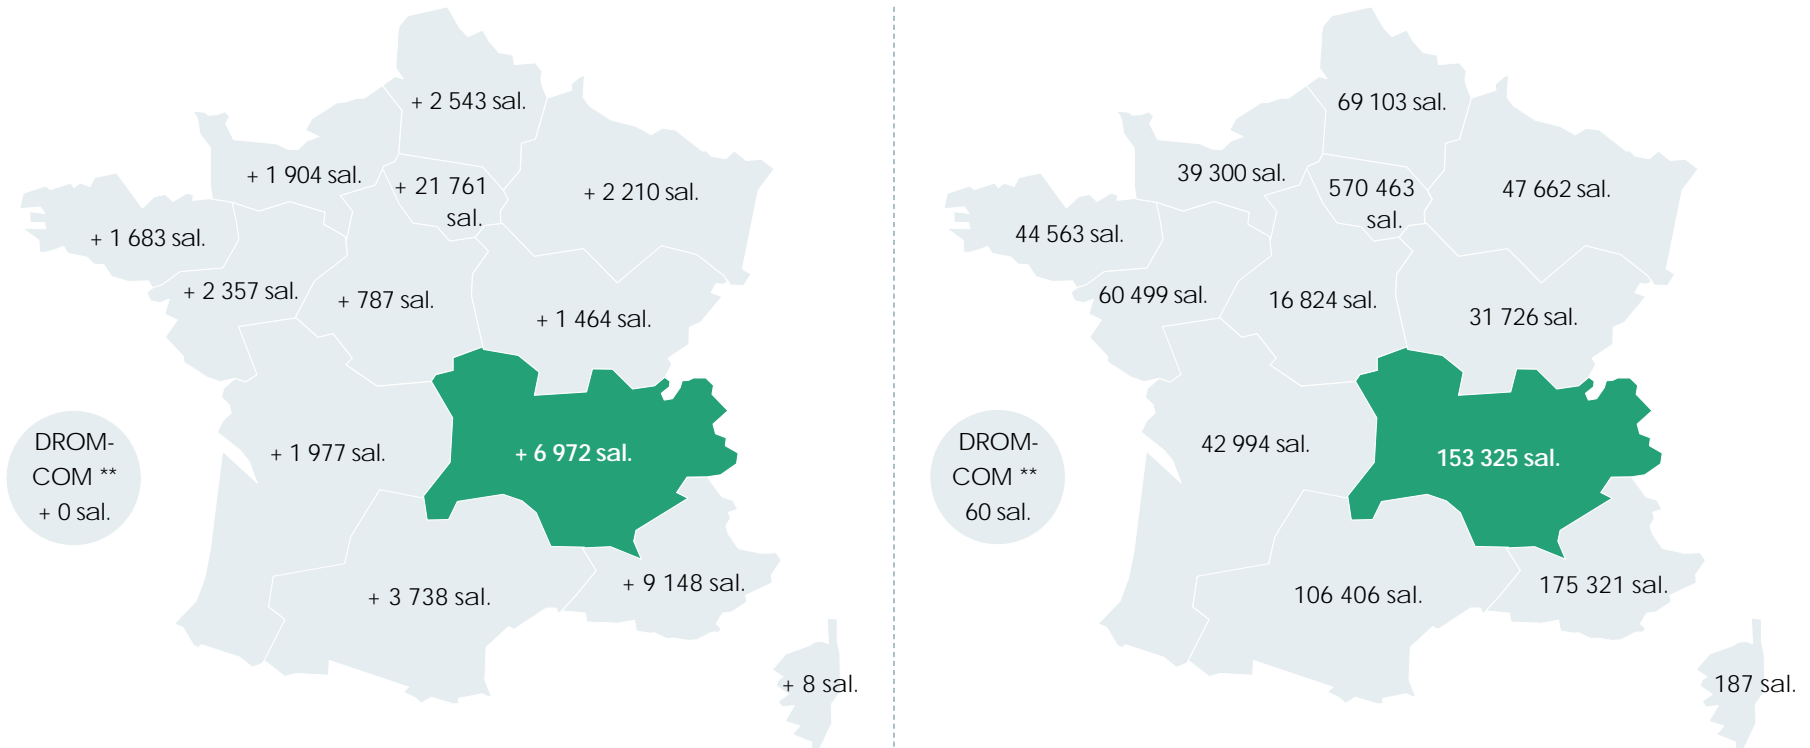 + 2 543 sal.
+ 1 904 sal.
+ 21 761
sal.
+ 2 210 sal.
+ 1 683 sal.
+ 2 357 sal.
+ 787 sal.
+ 1 464 sal.
DROM-
COM **
+ 0 sal.
+ 1 977 sal.
+ 6 972 sal.
+ 3 738 sal.
+ 9 148 sal.
+ 8 sal.
69 103 sal.
39 300 sal.
570 463
sal.
47 662 sal.
44 563 sal.
60 499 sal.
16 824 sal.
31 726 sal.
DROM-
COM **
60 sal.
42 994 sal.
153 325 sal.
106 406 sal.
175 321 sal.
187 sal.